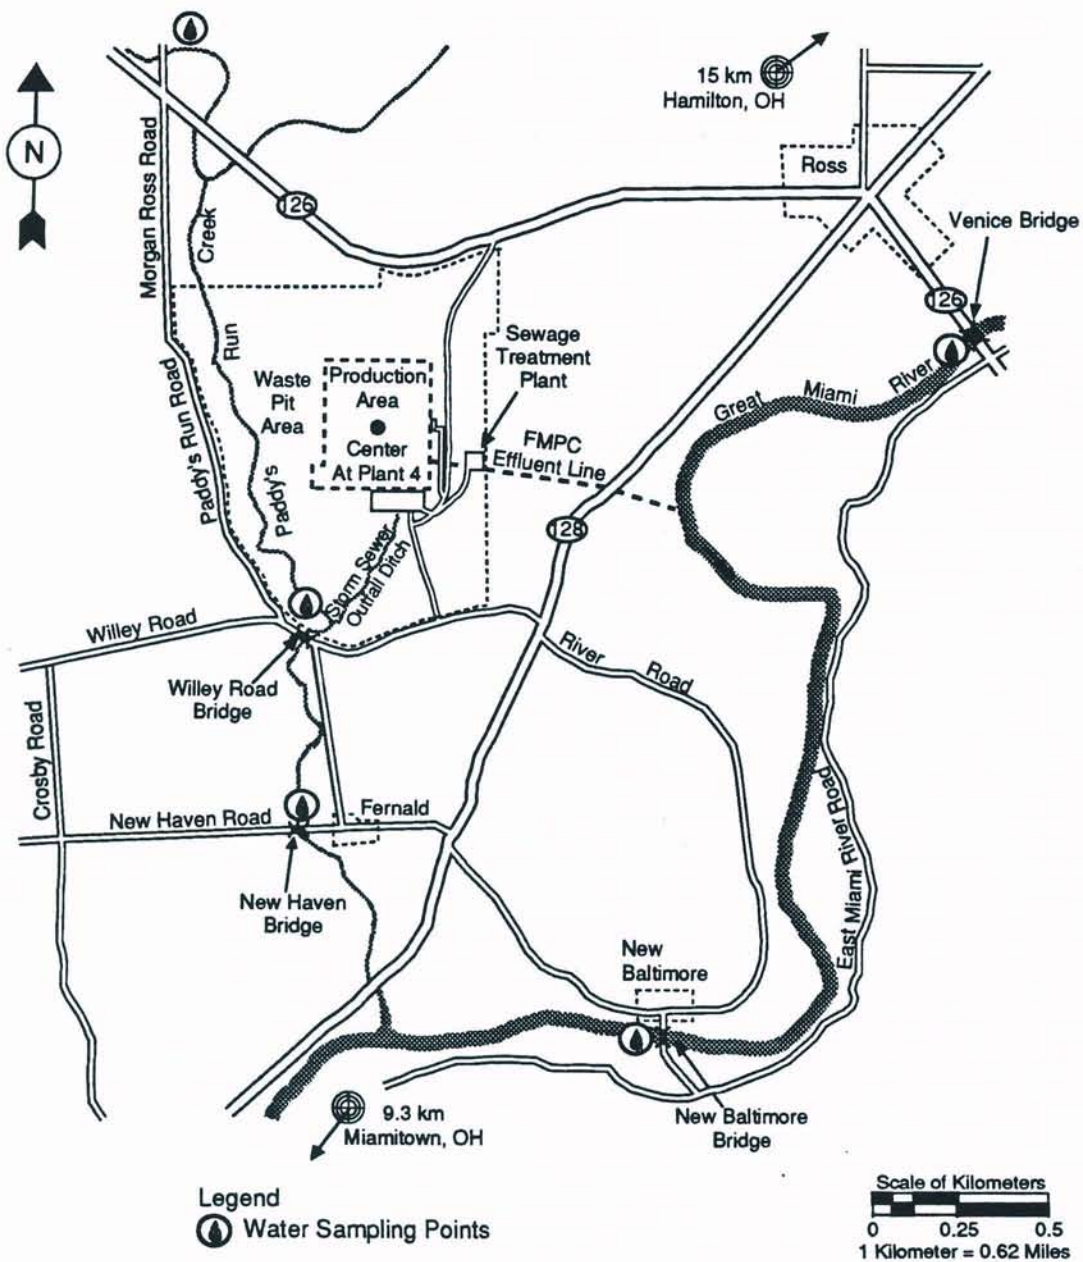 15 km
Hamilton, OH
N
Morgan Ross Road
Ross
126
Creek
Venice Bridge
126
Run
Sewage
Treatment
Plant
Waste
Pit
Area
Production
Area
Center
At Plant 4
Great Miami River
Paddy's Run Road
FMPC
Effluent Line
Paddy's
128
Storm Sewer
Outfall Ditch
Willey Road
River Road
Willey Road
Bridge
Crosby Road
New Haven Road
Fernald
East Miami River Road
New Haven
Bridge
New
Baltimore
9.3 km
Miamitown, OH
New Baltimore
Bridge
Legend
Water Sampling Points
Scale of Kilometers
0 0.25 0.5
1 Kilometer = 0.62 Miles